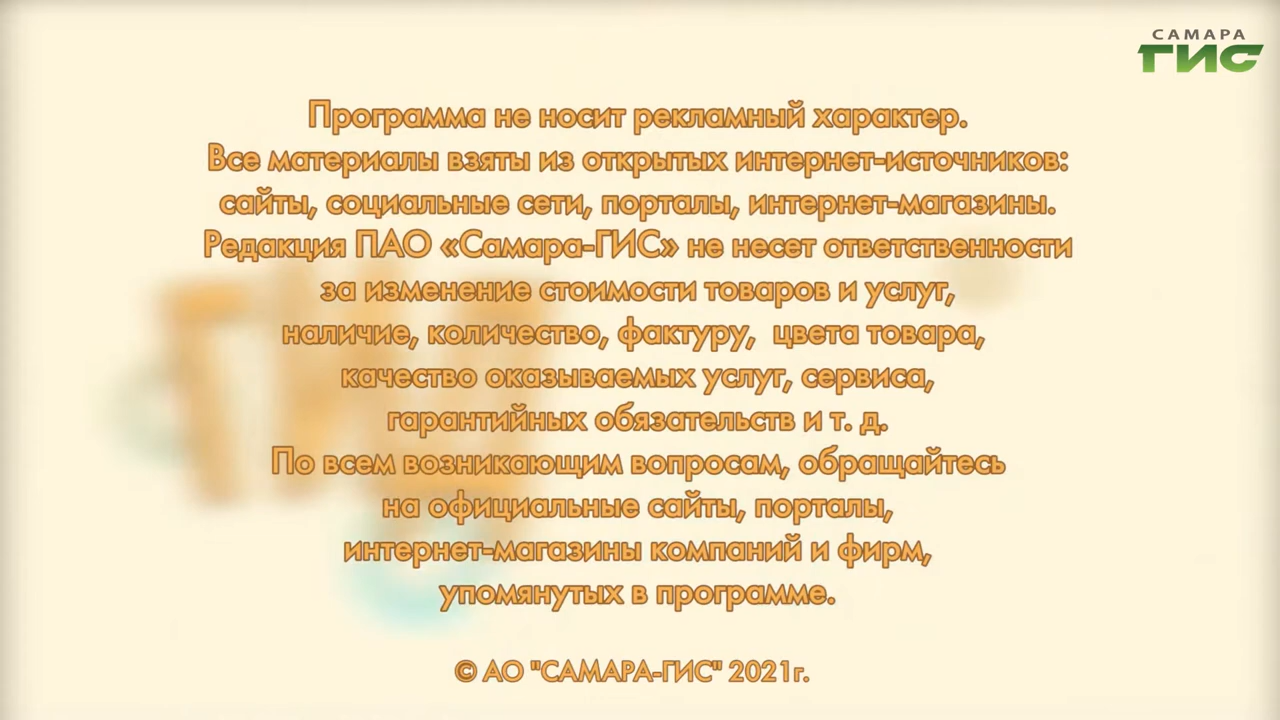 САМАРА
ГИС
Программа не носит рекламный характер.
Все материалы взяты из открытых интернет-источников:
сайты, социальные сети, порталы, интернет-магазины.
Редакция ПАО «Самара-ГИС» не несет ответственности
за изменение стоимости товаров и услуг,
наличие, количество, фактуру, цвета товара,
качество оказываемых услуг, сервиса,
гарантийных обязательств и т. д.
По всем возникающим вопросам, обращайтесь
на официальные сайты, порталы,
интернет-магазины компаний и фирм,
упомянутых в программе.
© АО "САМАРА-ГИС" 2021г.